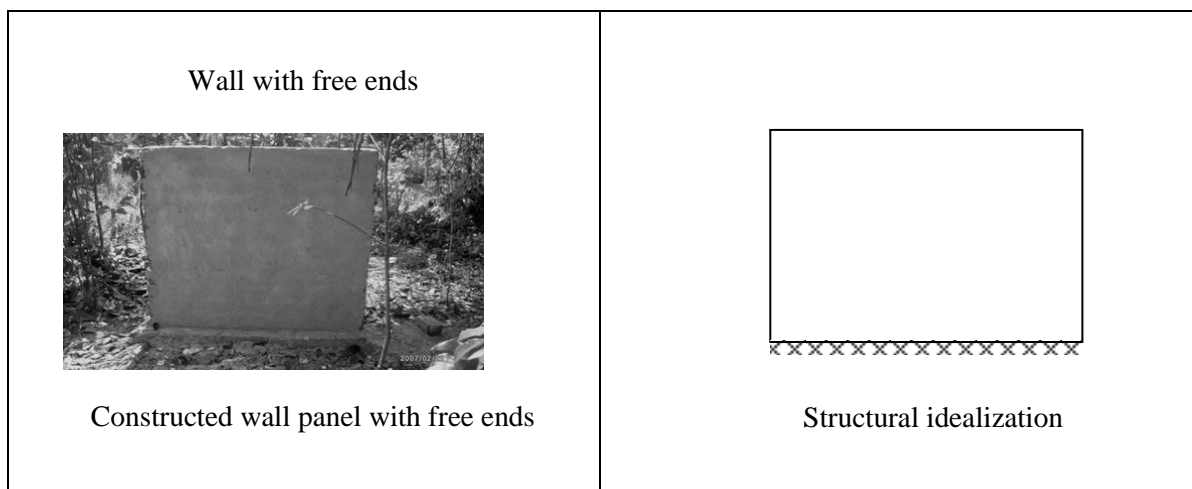 Wall with free ends
Constructed wall panel with free ends
Structural idealization